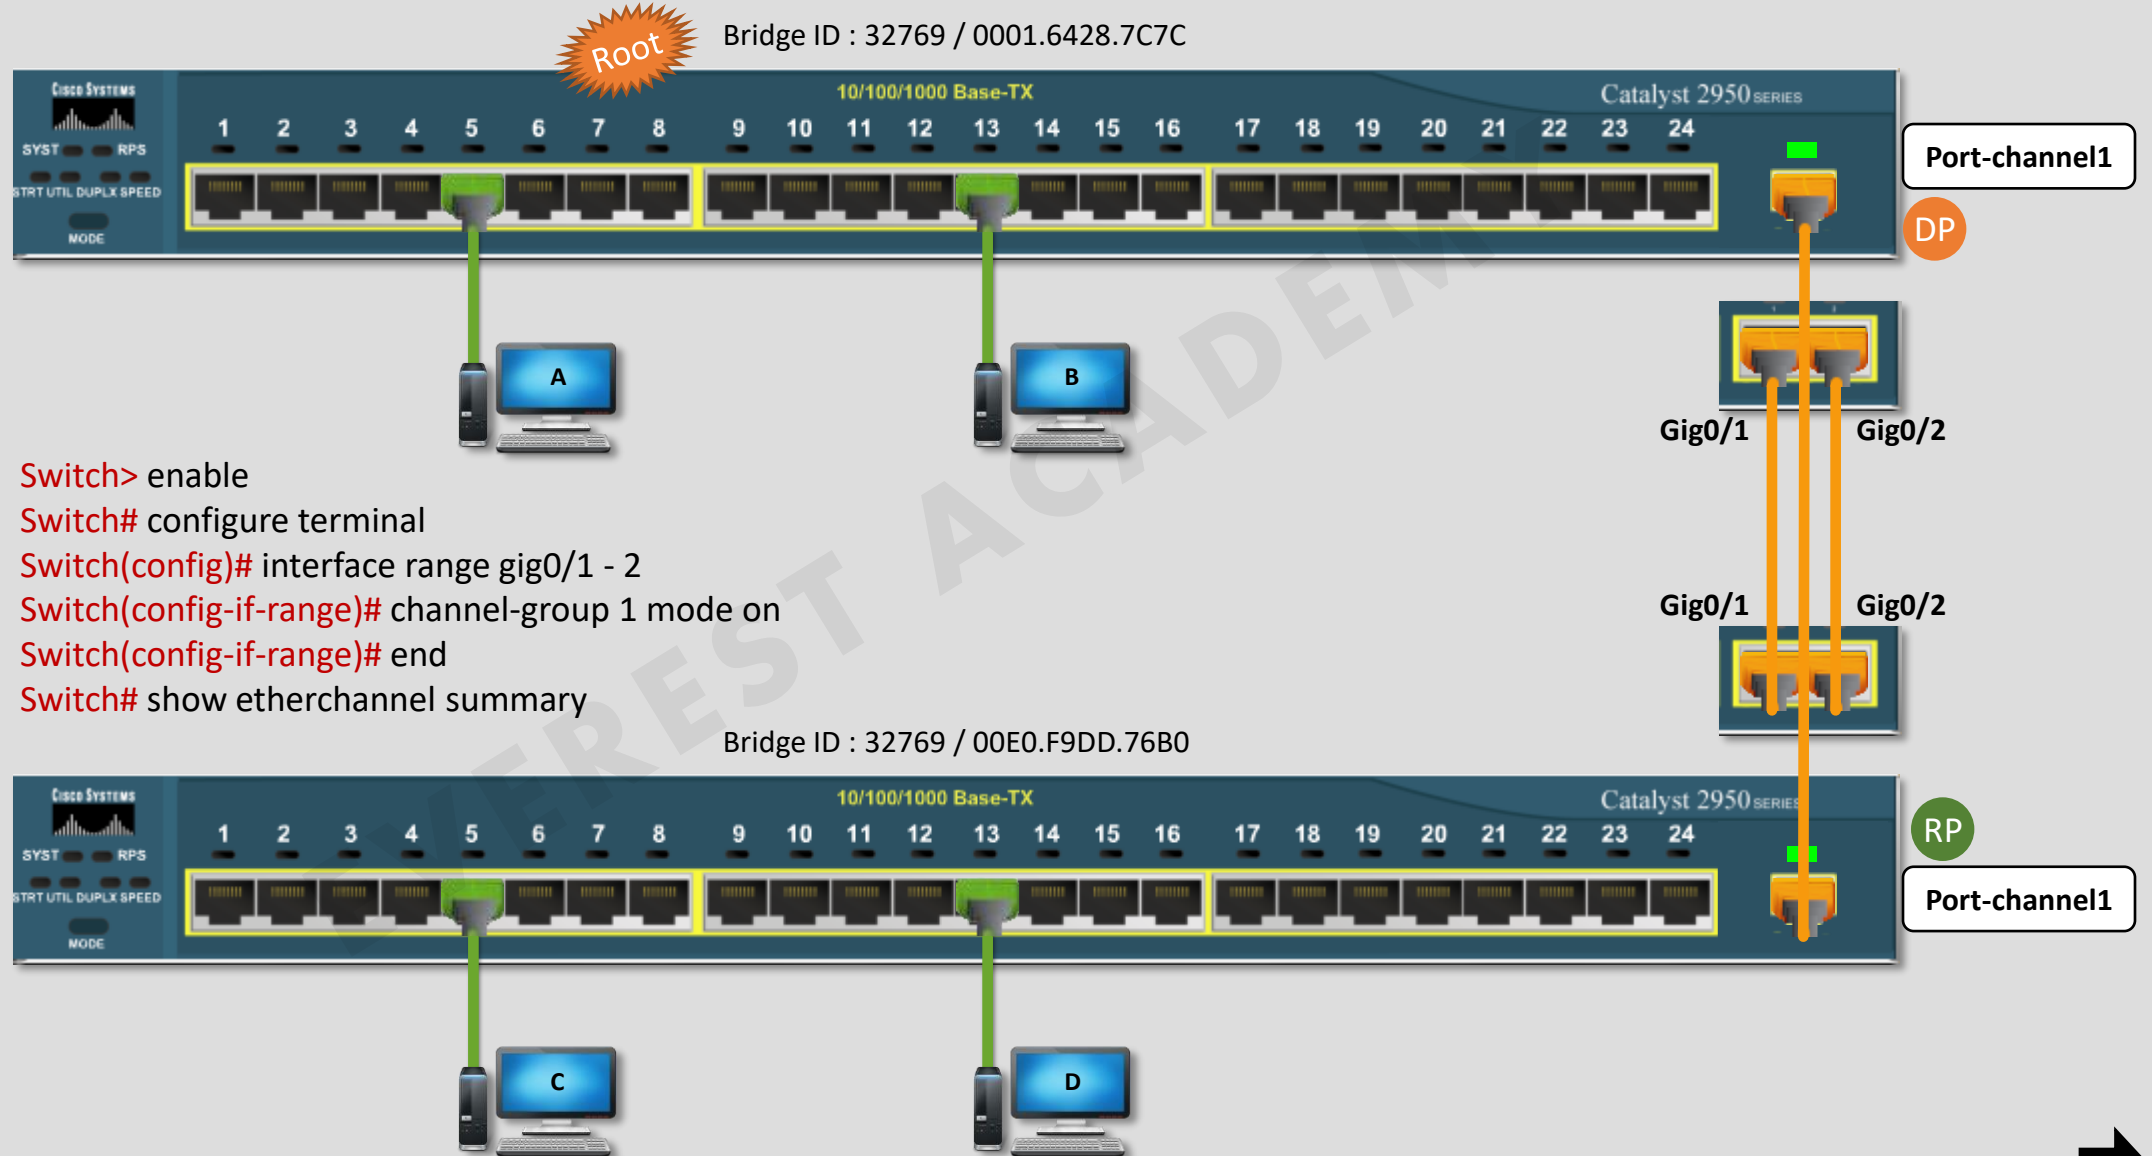 Root
Bridge ID : 32769 / 0001.6428.7C7C
CISCO SYSTEMS
10/100/1000 Base-TX
Catalyst 2950 SERIES
1 2 3 4 5 6 7 8 9 10 11 12 13 14 15 16 17 18 19 20 21 22 23 24
SYST RPS
STRT UTIL DUPLX SPEED
MODE
Port-channel1
DP
A
B
Gig0/1
Gig0/2
Switch> enable
Switch# configure terminal
Switch(config)# interface range gig0/1 - 2
Switch(config-if-range)# channel-group 1 mode on
Switch(config-if-range)# end
Switch# show etherchannel summary
Gig0/1
Gig0/2
EVEREST ACADEMY
Bridge ID : 32769 / 00E0.F9DD.76B0
CISCO SYSTEMS
10/100/1000 Base-TX
Catalyst 2950 SERIES
1 2 3 4 5 6 7 8 9 10 11 12 13 14 15 16 17 18 19 20 21 22 23 24
SYST RPS
STRT UTIL DUPLX SPEED
MODE
RP
Port-channel1
C
D